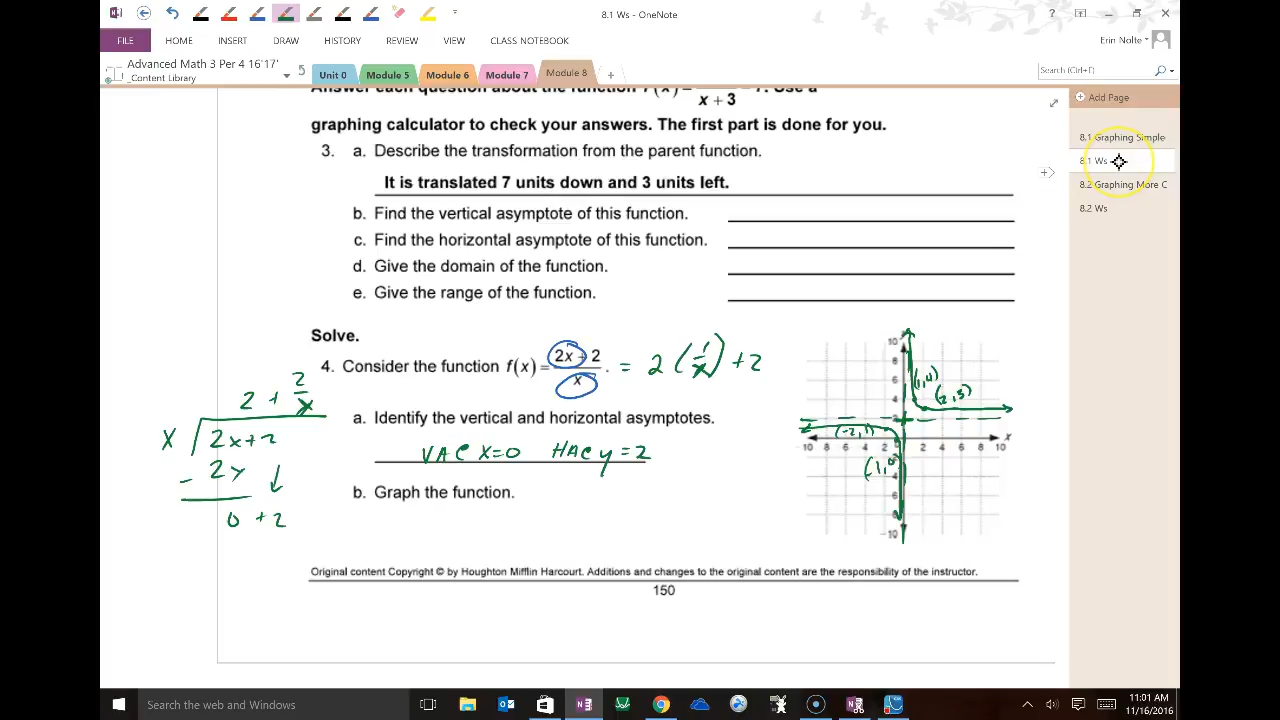 8.1 Ws - OneNote
FILE HOME INSERT DRAW HISTORY REVIEW VIEW CLASS NOTEBOOK
Erin Nolte
Advanced Math 3 Per 4 16'17'
_Content Library
Unit 0 Module 5 Module 6 Module 7 Module 8
Search (Ctrl+E)
Add Page
8.1 Graphing Simple
8.1 Ws
8.2 Graphing More C
8.2 Ws
Answer each question about the function f(x) = x + 3 - 7. Use a
graphing calculator to check your answers. The first part is done for you.
3. a. Describe the transformation from the parent function.
It is translated 7 units down and 3 units left.
b. Find the vertical asymptote of this function.
c. Find the horizontal asymptote of this function.
d. Give the domain of the function.
e. Give the range of the function.
Solve.
4. Consider the function f(x) = 2x + 2 / x . = 2 (1/x) + 2
2 + 2/x
x 2x+2
- 2x ↓
0 + 2
a. Identify the vertical and horizontal asymptotes.
VA @ x=0 HA @ y=2
b. Graph the function.
10
8
6
4
2
(1,4)
(2,3)
(-2,1)
(-1,0)
x
10 8 6 4 2 2 4 6 8 10
2
4
6
8
-10
Original content Copyright © by Houghton Mifflin Harcourt. Additions and changes to the original content are the responsibility of the instructor.
150
Search the web and Windows
11:01 AM
11/16/2016